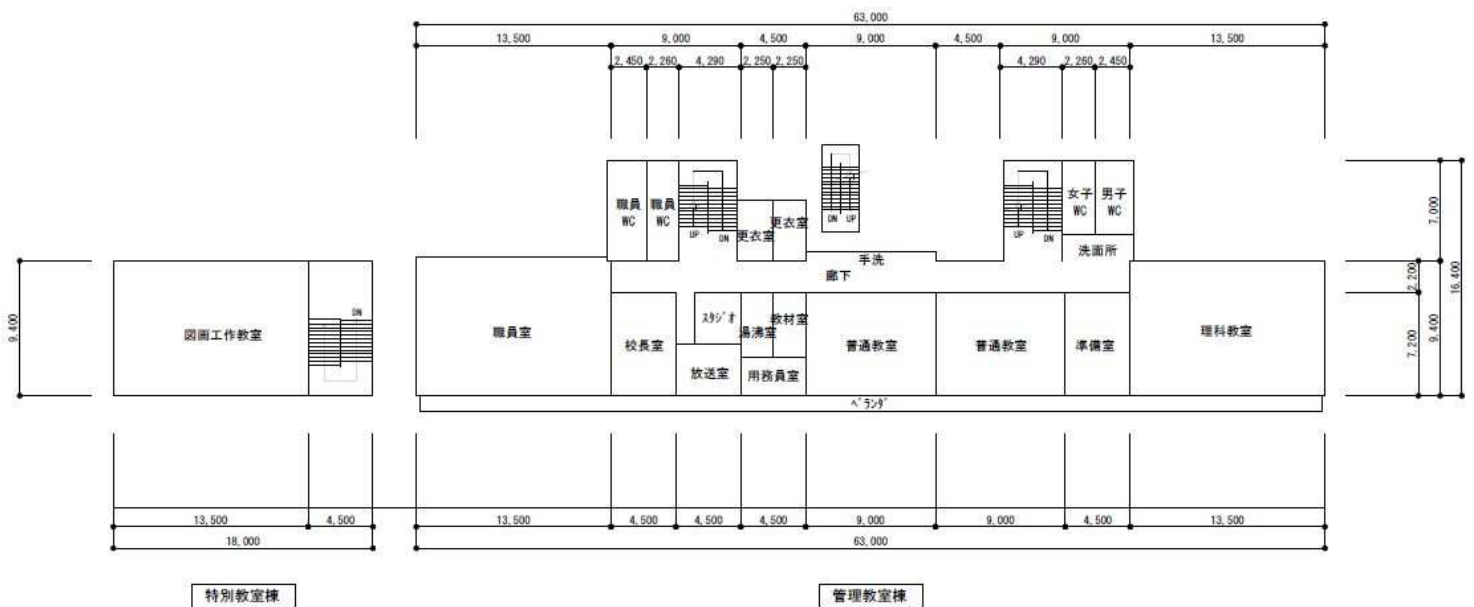 63,000
13,500 9,000 4,500 9,000 4,500 9,000 13,500
2,450 2,260 4,290 2,250 2,250 4,290 2,260 2,450
職員 WC
職員 WC
UP DN
更衣室
更衣室
DN UP
UP DN
女子 WC
男子 WC
洗面所
手洗
廊下
図画工作教室
DN
職員室
校長室
スタジオ
放送室
湯沸室
教材室
用務員室
普通教室
普通教室
準備室
理科教室
ベランダ
9,400
7,000
2,200
7,200
9,400
16,400
13,500 4,500
18,000
13,500 4,500 4,500 4,500 9,000 9,000 4,500 13,500
63,000
特別教室棟
管理教室棟